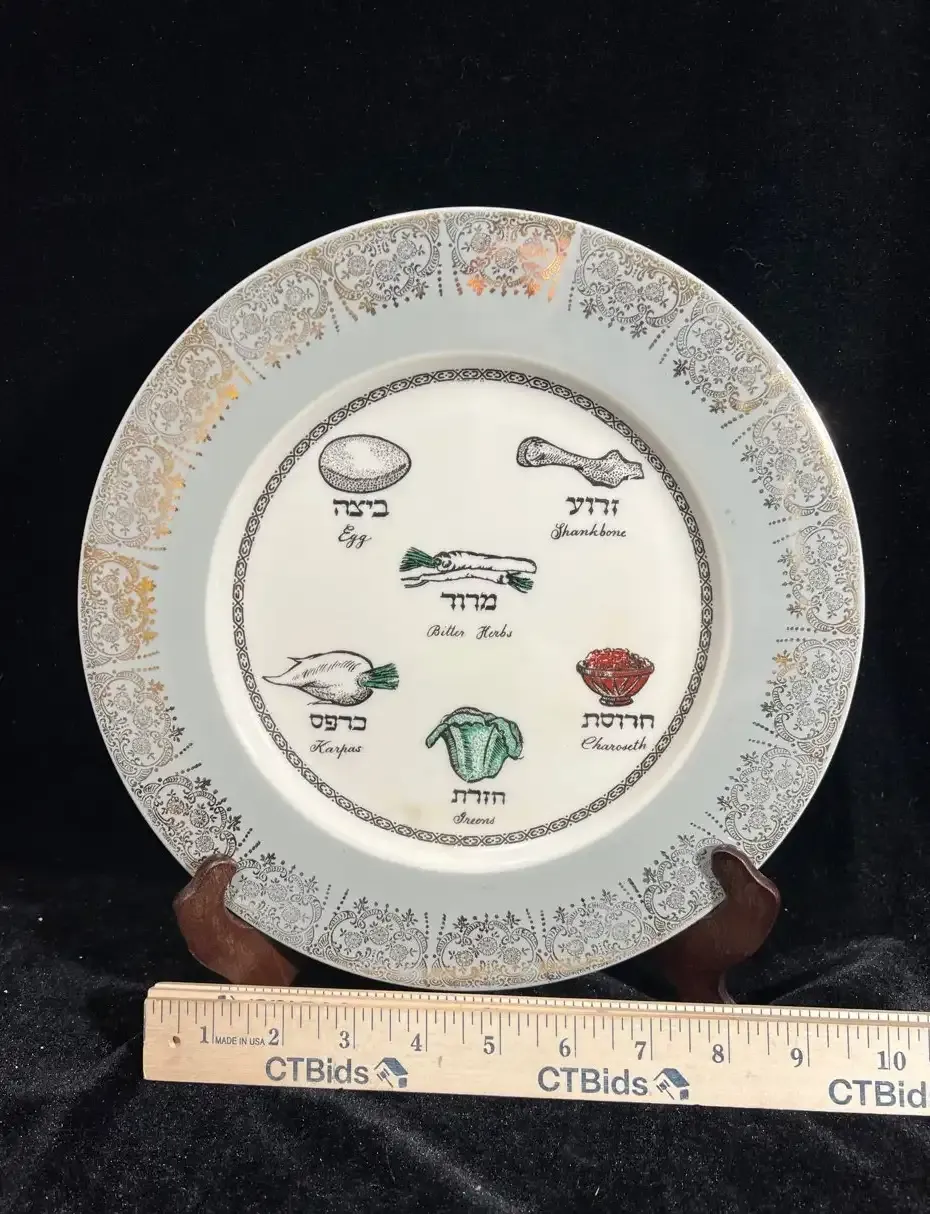 ביצה
Egg
זרוע
Shankbone
מרור
Bitter Herbs
כרפס
Karpas
חרוסת
Charoseth
חזרת
Greens
1 MADE IN USA 2 3 4 5 6 7 8 9 10
CTBids CTBids CTBid